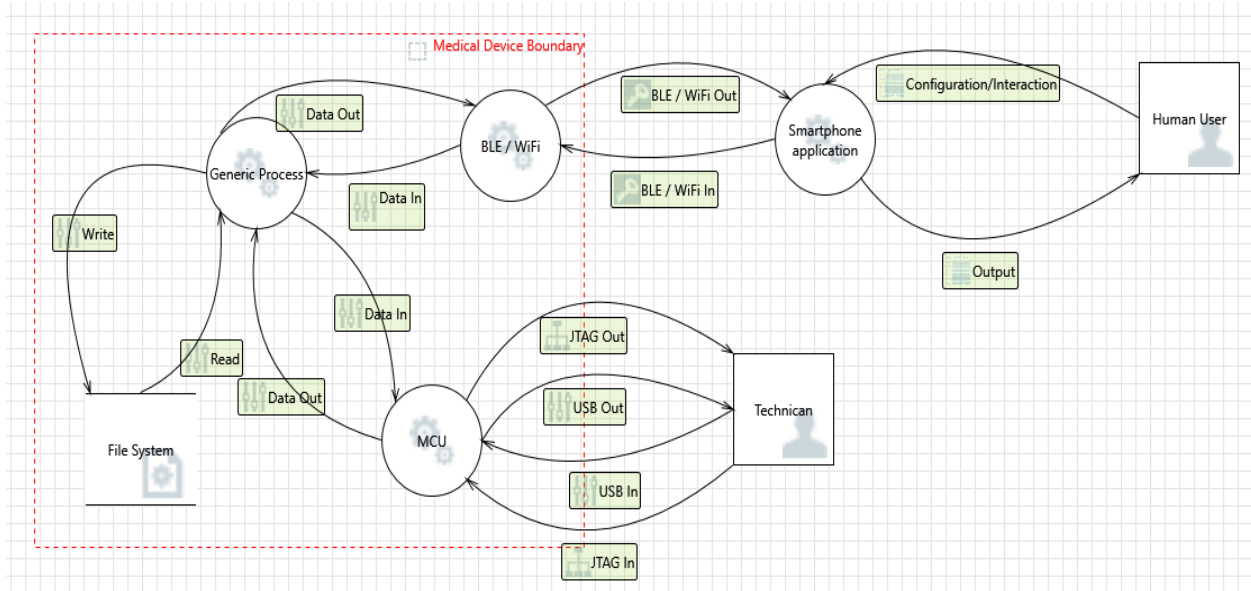 Medical Device Boundary
Data Out
BLE / WiFi Out
Configuration/Interaction
Human User
Smartphone
application
BLE / WiFi
Generic Process
Data In
BLE / WiFi In
Write
Output
Data In
JTAG Out
Read
Data Out
USB Out
Technican
MCU
File System
USB In
JTAG In